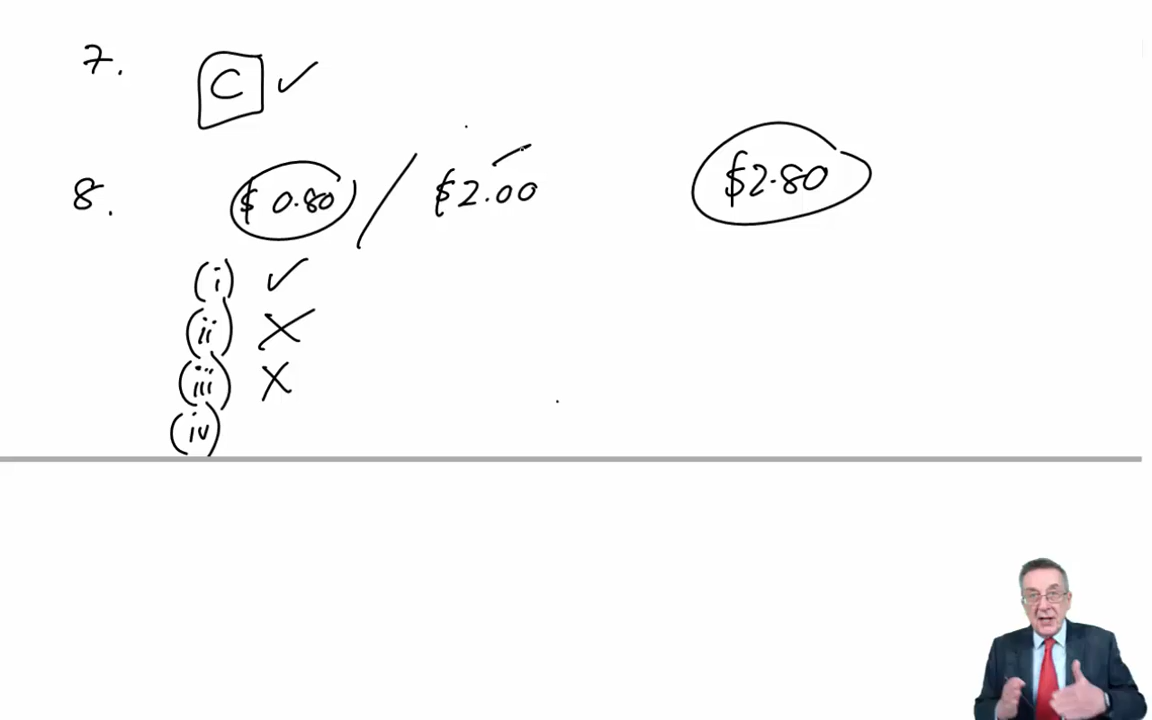 7. C ✓
8. $ 0.80 / $2.00 $2.80
(i) ✓
(ii) X
(iii) X
(iv)